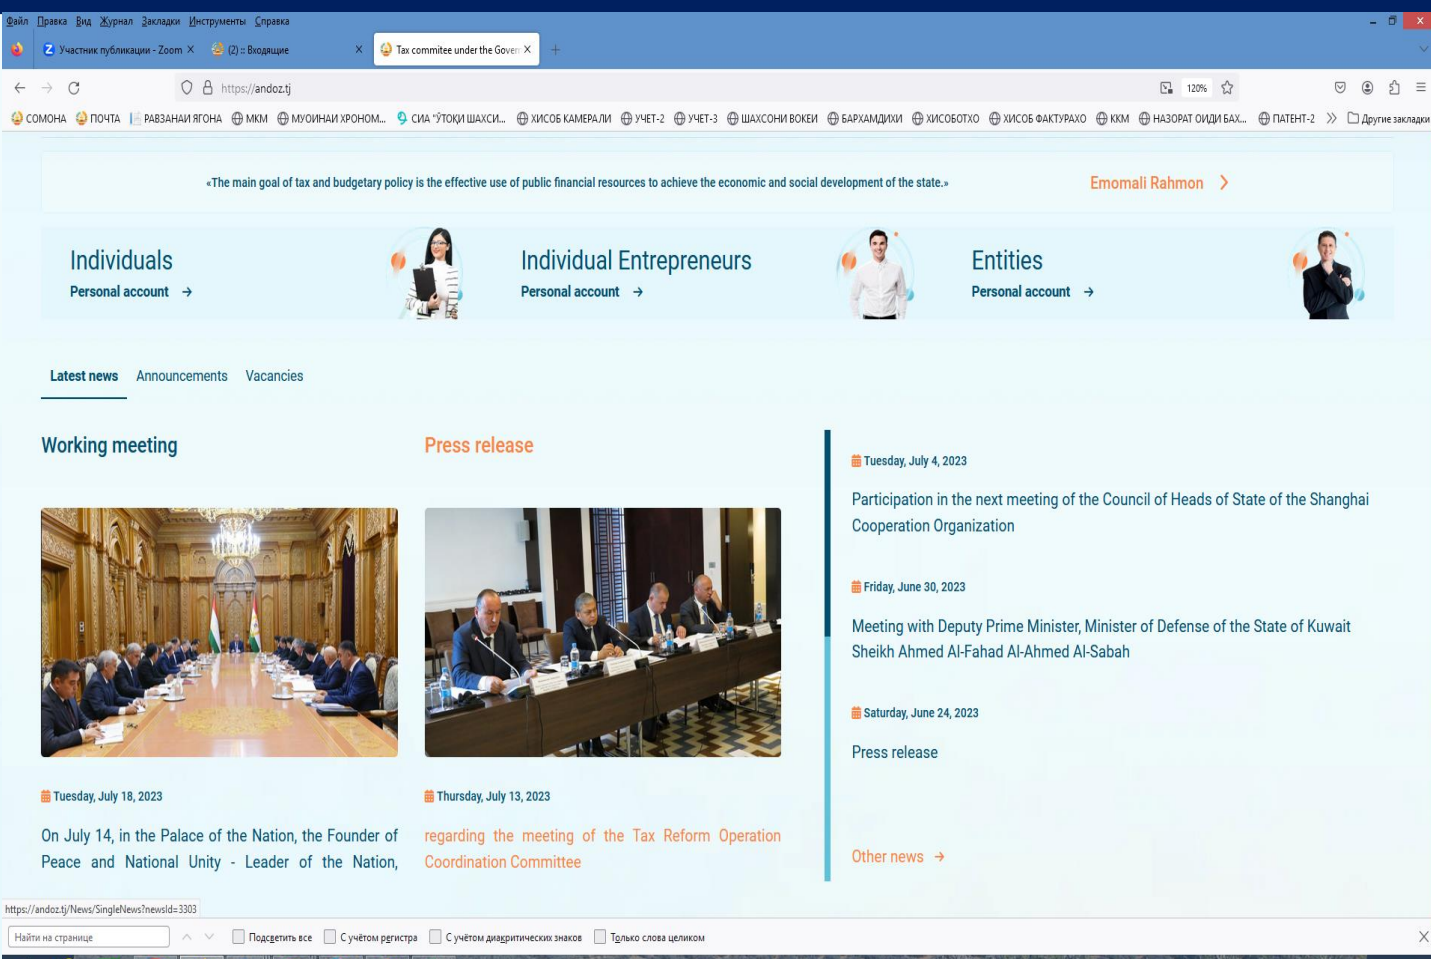 Файл Правка Вид Журнал Закладки Инструменты Справка
Участник публикации - Zoom
(2) :: Входящие
Tax commitee under the Govern
https://andoz.tj
120%
СОМОНА ПОЧТА РАВЗАНАИ ЯГОНА МКМ МУОИНАИ ХРОНОМ... СИА "ӮТОҚИ ШАХСИ... ХИСОБ КАМЕРАЛИ УЧЕТ-2 УЧЕТ-3 ШАХСОНИ ВОКЕИ БАРХАМДИХИ ХИСОБОТХО ХИСОБ ФАКТУРАХО ККМ НАЗОРАТ ОИДИ БАХ... ПАТЕНТ-2 Другие закладки
«The main goal of tax and budgetary policy is the effective use of public financial resources to achieve the economic and social development of the state.»
Emomali Rahmon
Individuals
Personal account →
Individual Entrepreneurs
Personal account →
Entities
Personal account →
Latest news Announcements Vacancies
Working meeting
Tuesday, July 18, 2023
On July 14, in the Palace of the Nation, the Founder of
Peace and National Unity - Leader of the Nation,
Press release
Thursday, July 13, 2023
regarding the meeting of the Tax Reform Operation
Coordination Committee
Tuesday, July 4, 2023
Participation in the next meeting of the Council of Heads of State of the Shanghai
Cooperation Organization
Friday, June 30, 2023
Meeting with Deputy Prime Minister, Minister of Defense of the State of Kuwait
Sheikh Ahmed Al-Fahad Al-Ahmed Al-Sabah
Saturday, June 24, 2023
Press release
Other news →
https://andoz.tj/News/SingleNews?newsId=3303
Найти на странице
Подсветить все
С учётом регистра
С учётом диакритических знаков
Только слова целиком